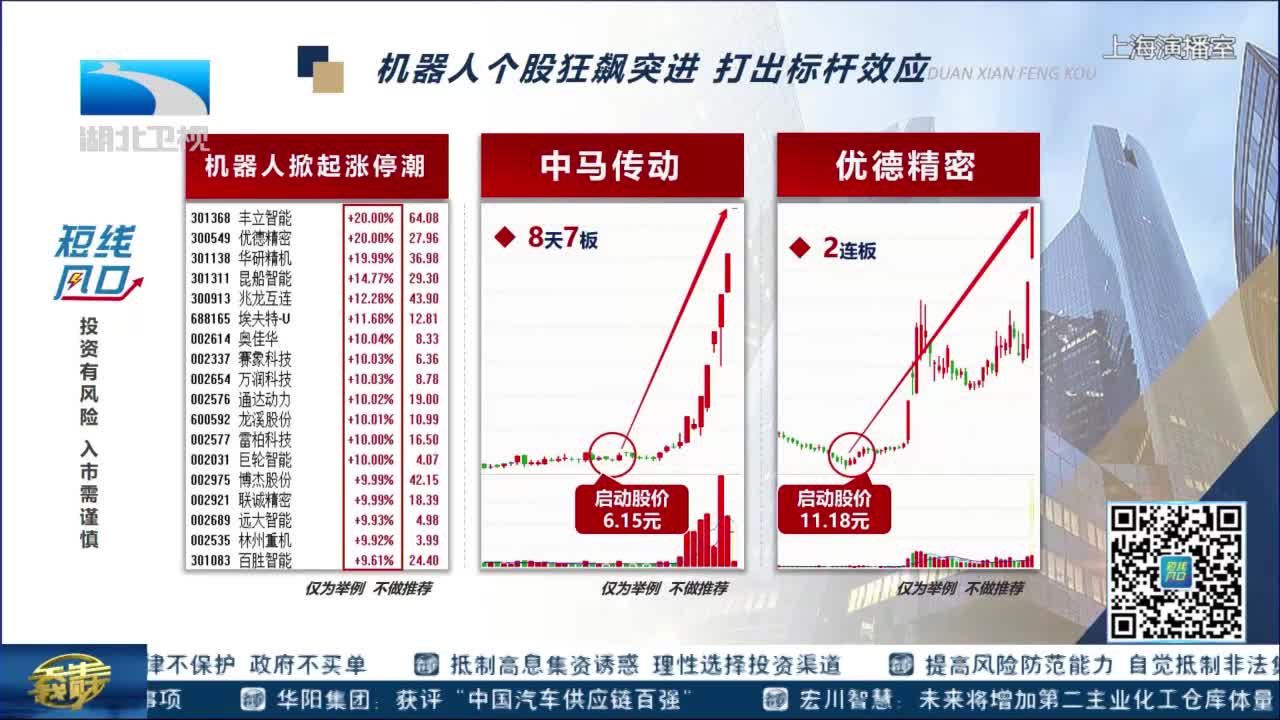 机器人个股狂飙突进 打出标杆效应
DUAN XIAN FENG KOU
上海演播室
湖北卫视
短线
风口
投资有风险 入市需谨慎
机器人掀起涨停潮
301368 丰立智能 +20.00% 64.08
300549 优德精密 +20.00% 27.96
301138 华研精机 +19.99% 36.98
301311 昆船智能 +14.77% 29.30
300913 兆龙互连 +12.28% 43.90
688165 埃夫特-U +11.68% 12.81
002614 奥佳华 +10.04% 8.33
002337 赛象科技 +10.03% 6.36
002654 万润科技 +10.03% 8.78
002576 通达动力 +10.02% 19.00
600592 龙溪股份 +10.01% 10.99
002577 雷柏科技 +10.00% 16.50
002031 巨轮智能 +10.00% 4.07
002975 博杰股份 +9.99% 42.15
002921 联诚精密 +9.99% 18.39
002689 远大智能 +9.93% 4.98
002535 林州重机 +9.92% 3.99
301083 百胜智能 +9.61% 24.40
仅为举例 不做推荐
中马传动
8天7板
启动股价
6.15元
仅为举例 不做推荐
优德精密
2连板
启动股价
11.18元
仅为举例 不做推荐
短线
风口
律不保护 政府不买单 抵制高息集资诱惑 理性选择投资渠道 提高风险防范能力 自觉抵制非法集
事项 华阳集团：获评“中国汽车供应链百强” 宏川智慧：未来将增加第二主业化工仓库体量